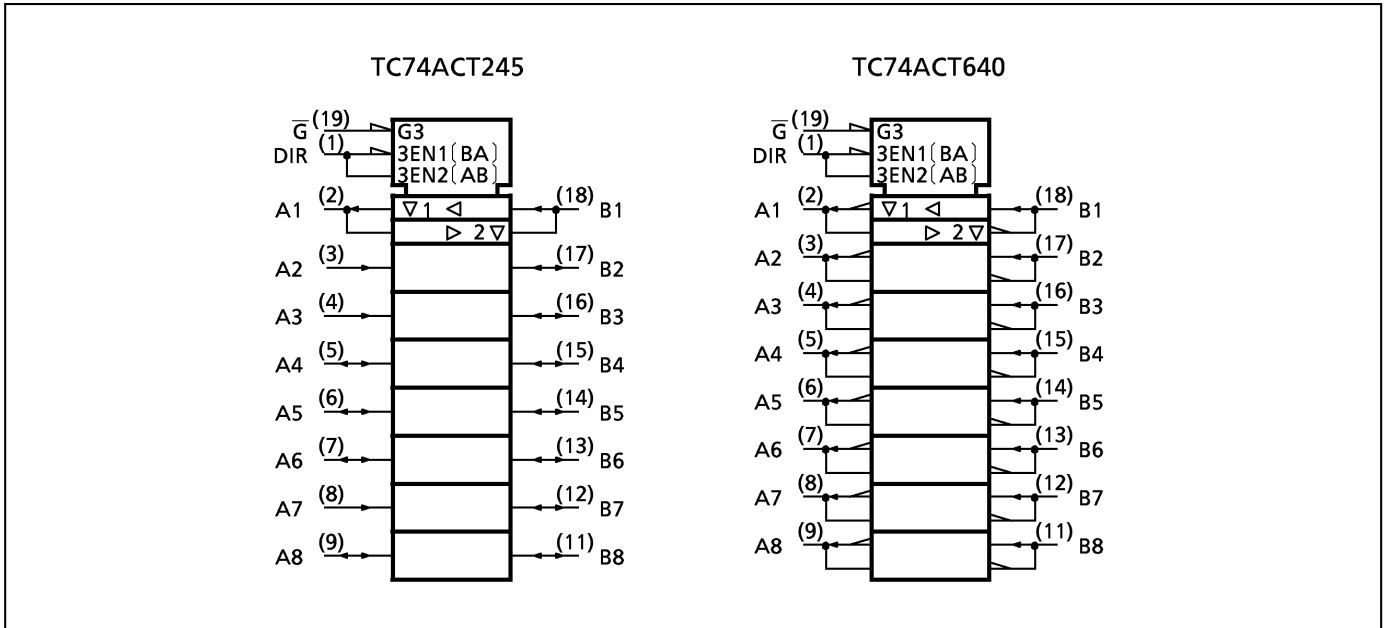 TC74ACT245
G̅ (19) G3
DIR (1) 3EN1 [BA]
3EN2 [AB]
A1 (2) ▽ 1 ◁ (18) B1
▷ 2 ▽
A2 (3) (17) B2
A3 (4) (16) B3
A4 (5) (15) B4
A5 (6) (14) B5
A6 (7) (13) B6
A7 (8) (12) B7
A8 (9) (11) B8
TC74ACT640
G̅ (19) G3
DIR (1) 3EN1 [BA]
3EN2 [AB]
A1 (2) ▽ 1 ◁ (18) B1
▷ 2 ▽
A2 (3) (17) B2
A3 (4) (16) B3
A4 (5) (15) B4
A5 (6) (14) B5
A6 (7) (13) B6
A7 (8) (12) B7
A8 (9) (11) B8